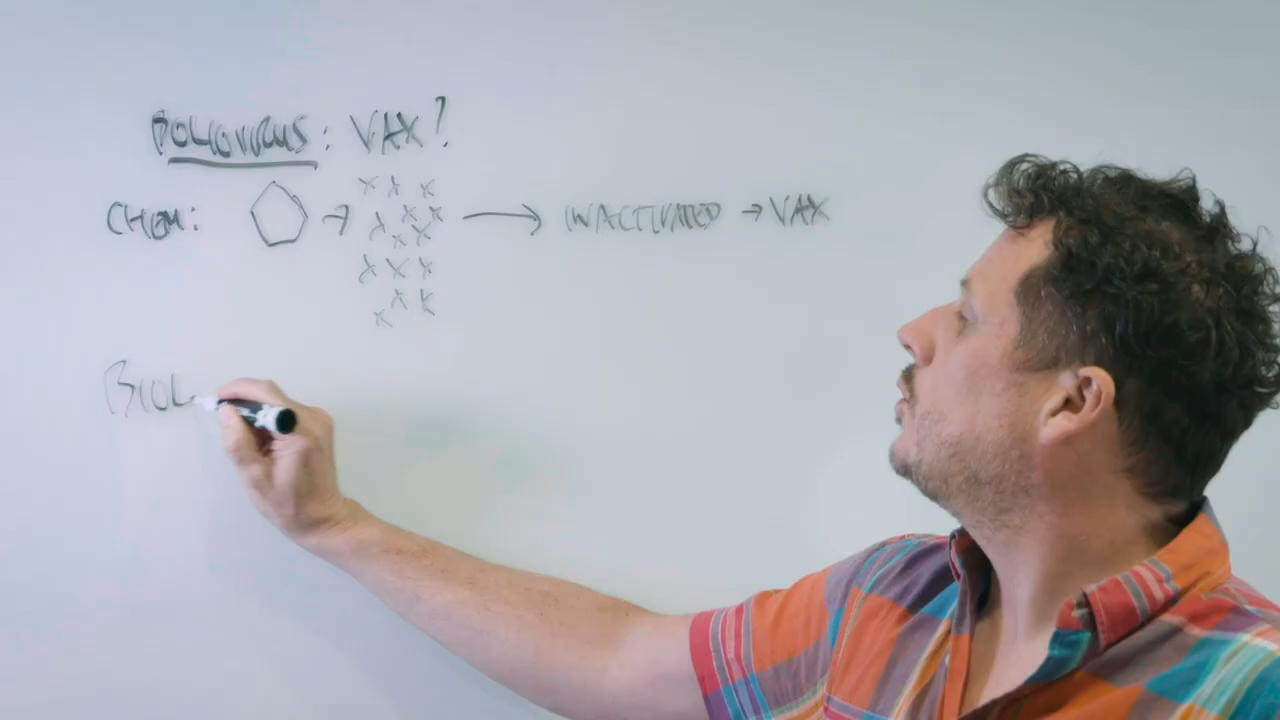 POLIOVIRUS: VAX?
CHEM: → → INACTIVATED → VAX
BIOL